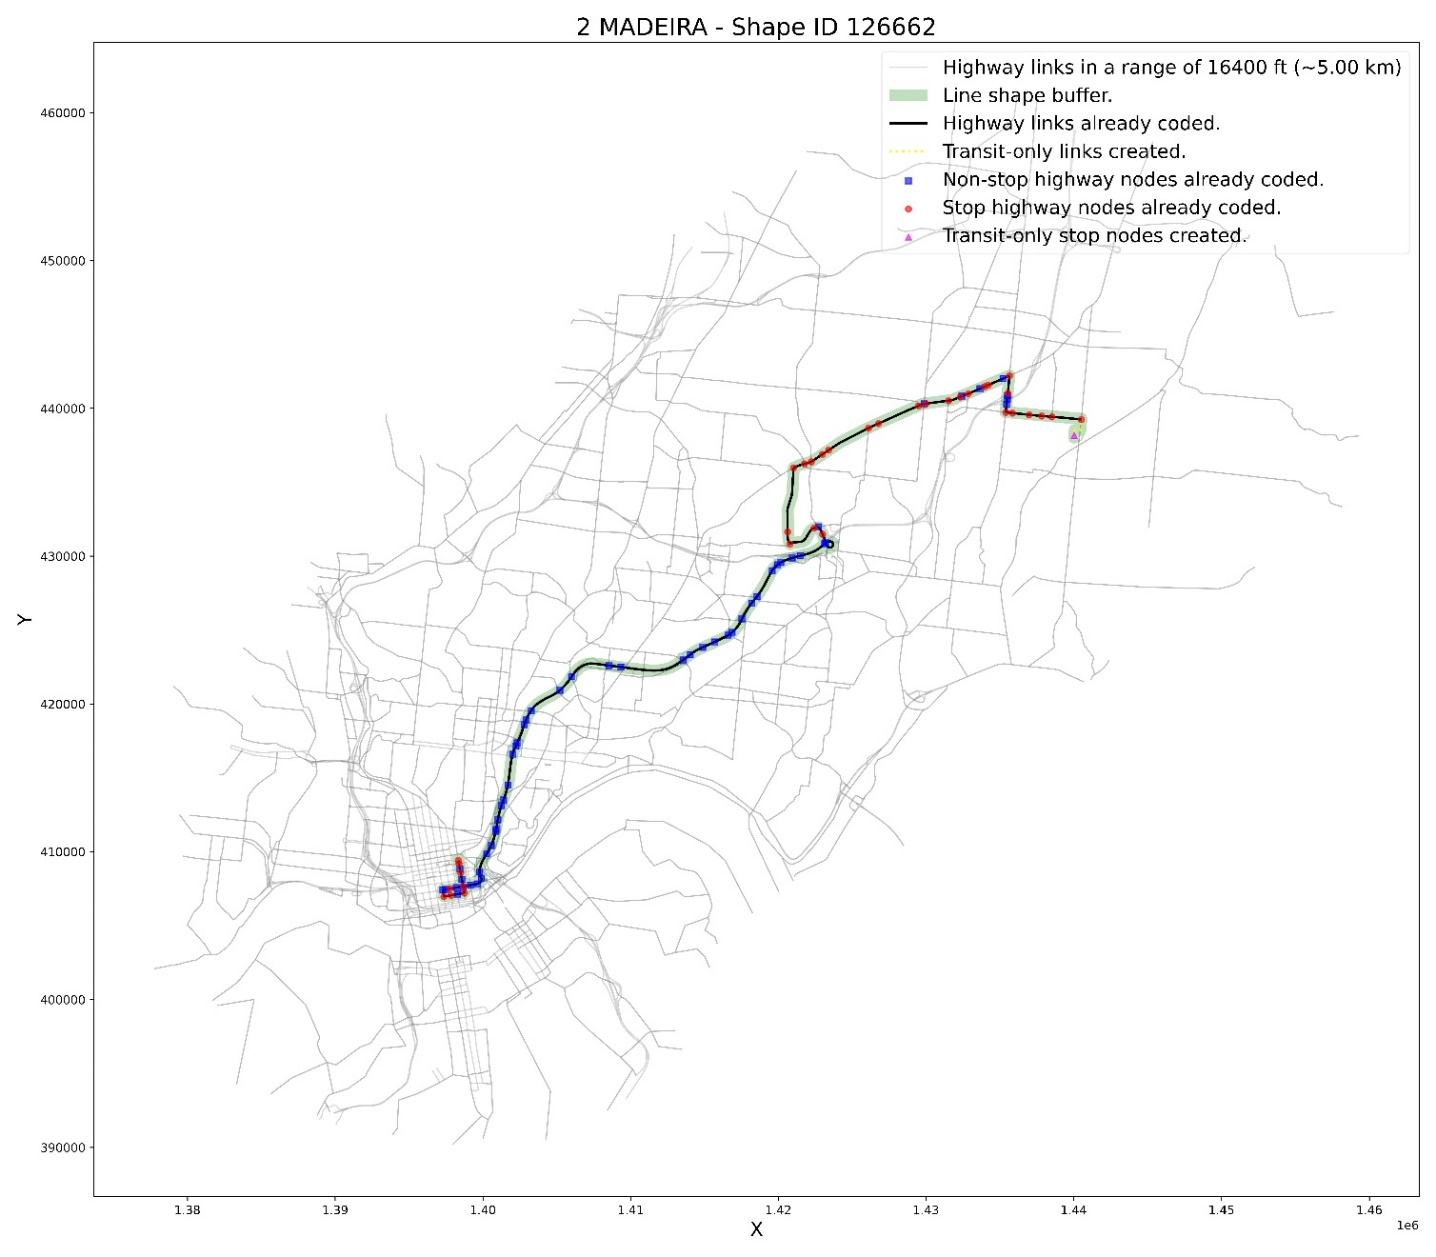 2 MADEIRA - Shape ID 126662
Highway links in a range of 16400 ft (~5.00 km)
Line shape buffer.
Highway links already coded.
Transit-only links created.
Non-stop highway nodes already coded.
Stop highway nodes already coded.
Transit-only stop nodes created.
460000
450000
440000
430000
420000
410000
400000
390000
Y
1.38 1.39 1.40 1.41 1.42 1.43 1.44 1.45 1.46
1e6
X